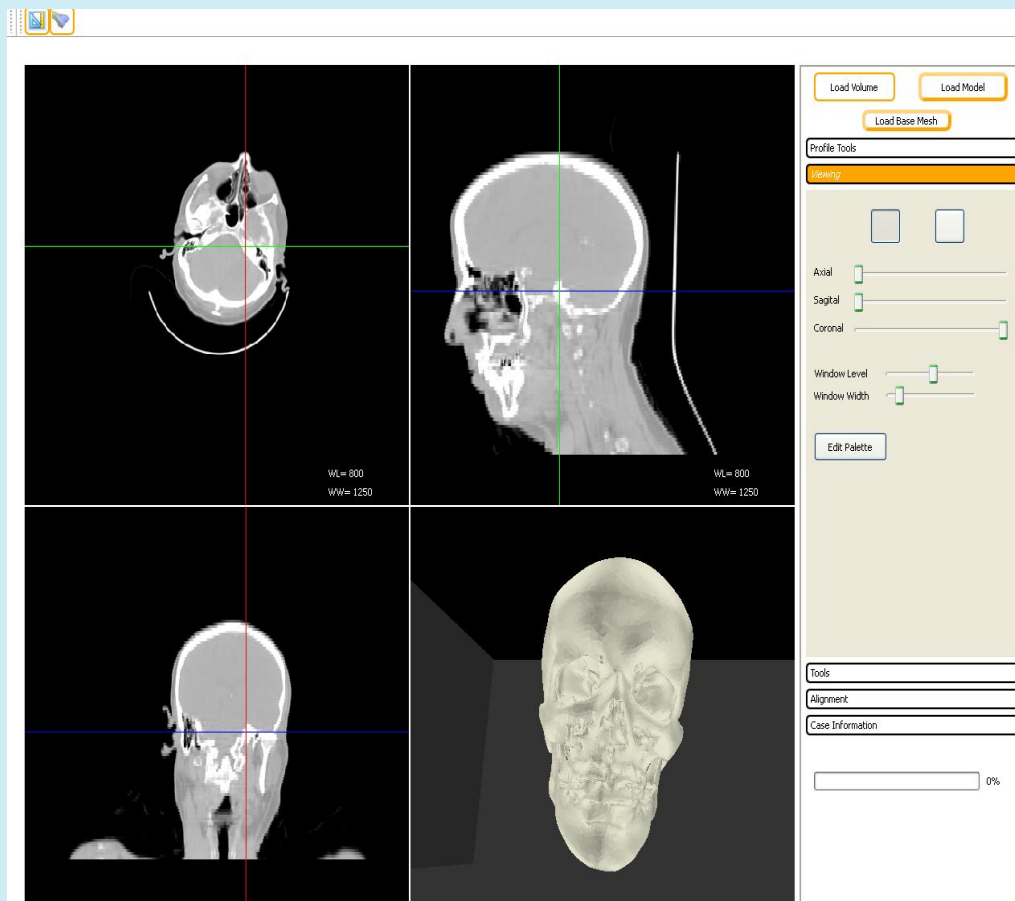 Load Volume
Load Model
Load Base Mesh
Profile Tools
Viewing
Axial
Sagital
Coronal
Window Level
Window Width
Edit Palette
WL= 800
WW= 1250
WL= 800
WW= 1250
Tools
Alignment
Case Information
0%